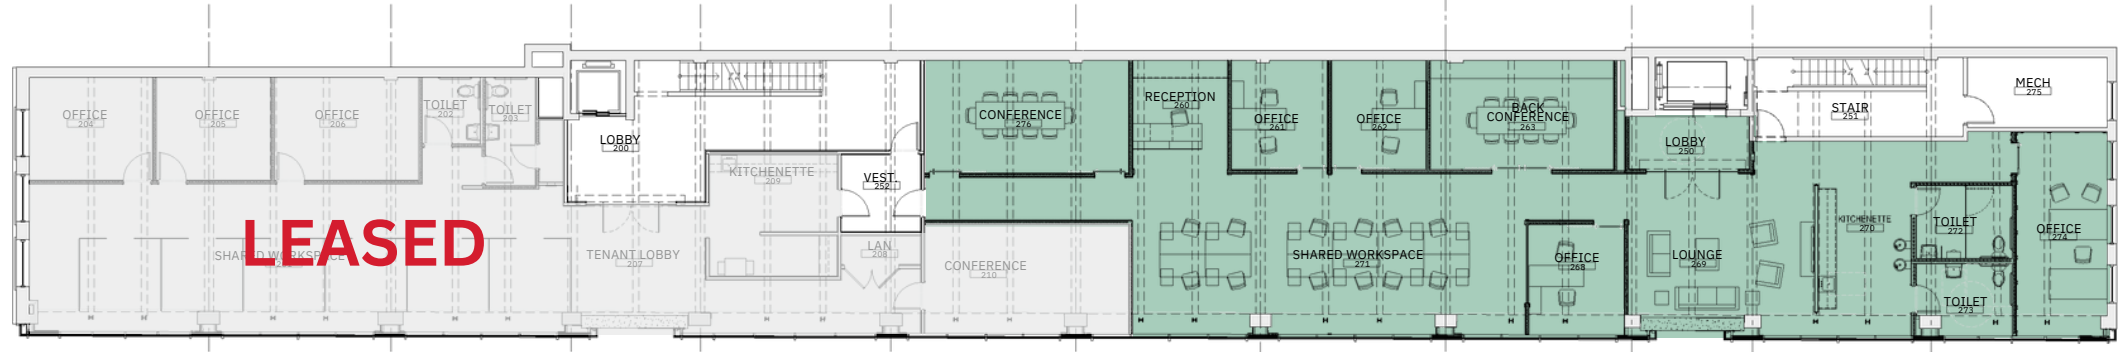 OFFICE
204
OFFICE
205
OFFICE
206
TOILET
202
TOILET
203
LOBBY
200
KITCHENETTE
209
VEST.
252
LEASED
SHARED WORKSPACE
TENANT LOBBY
207
LAN
208
CONFERENCE
210
CONFERENCE
276
RECEPTION
260
OFFICE
261
OFFICE
262
BACK
CONFERENCE
263
LOBBY
250
STAIR
251
MECH
275
SHARED WORKSPACE
271
OFFICE
268
LOUNGE
269
KITCHENETTE
270
TOILET
272
TOILET
273
OFFICE
274